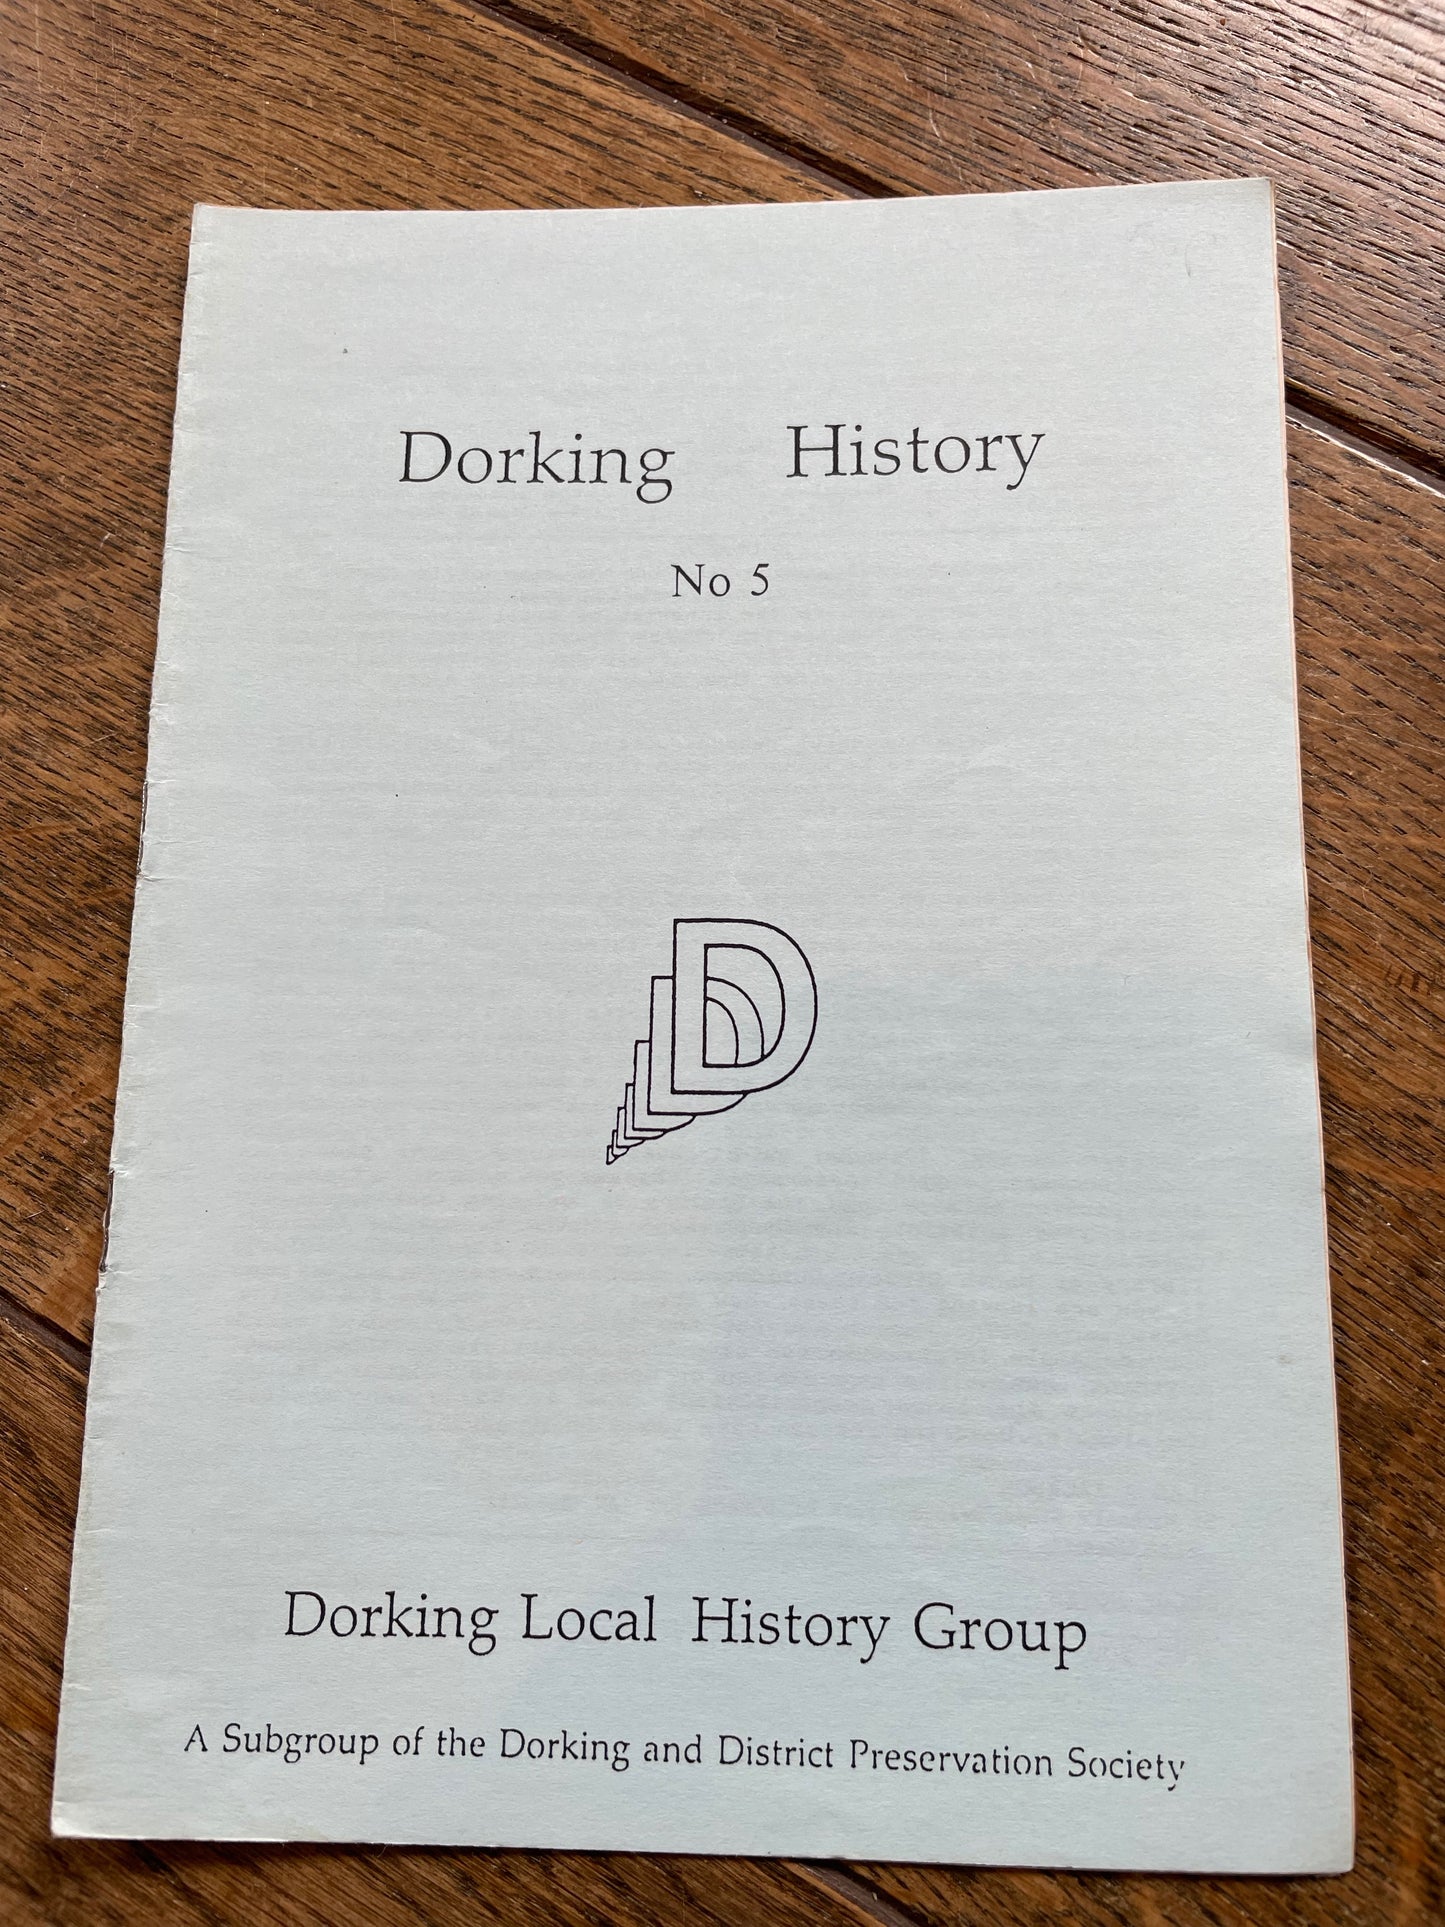 Dorking History
No 5
D
Dorking Local History Group
A Subgroup of the Dorking and District Preservation Society